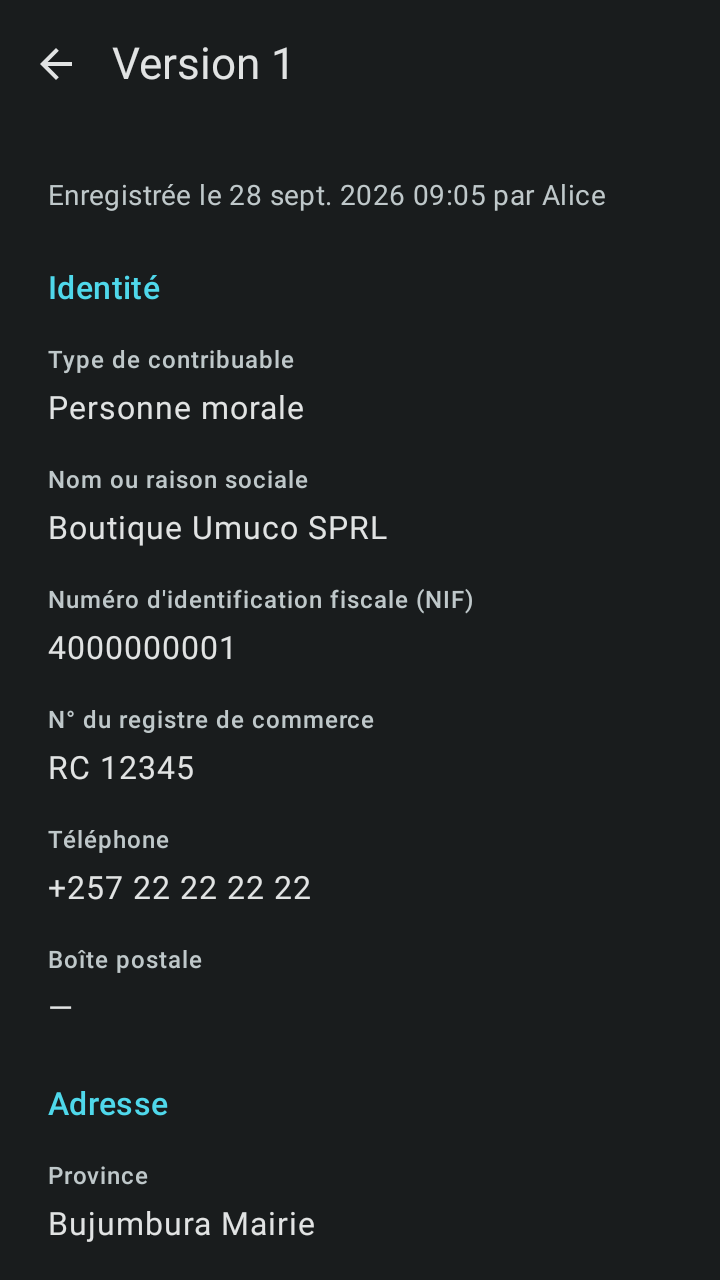 Version 1
Enregistrée le 28 sept. 2026 09:05 par Alice
Identité
Type de contribuable
Personne morale
Nom ou raison sociale
Boutique Umuco SPRL
Numéro d'identification fiscale (NIF)
4000000001
N° du registre de commerce
RC 12345
Téléphone
+257 22 22 22 22
Boîte postale
—
Adresse
Province
Bujumbura Mairie